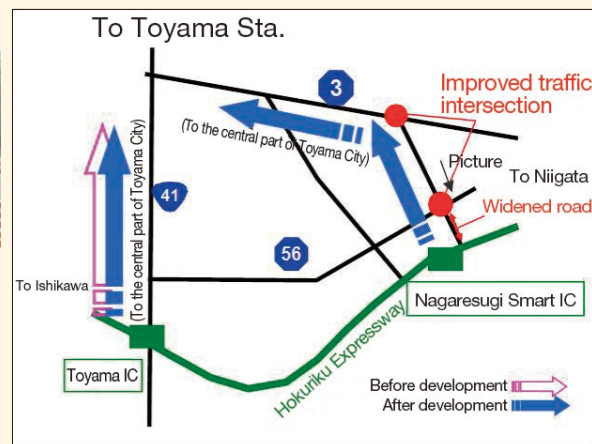 To Toyama Sta.
3
Improved traffic
intersection
(To the central part of Toyama City)
Picture
To Niigata
41
(To the central part of Toyama City)
Widened road
56
To Ishikawa
Nagaresugi Smart IC
Hokuriku Expressway
Toyama IC
Before development
After development